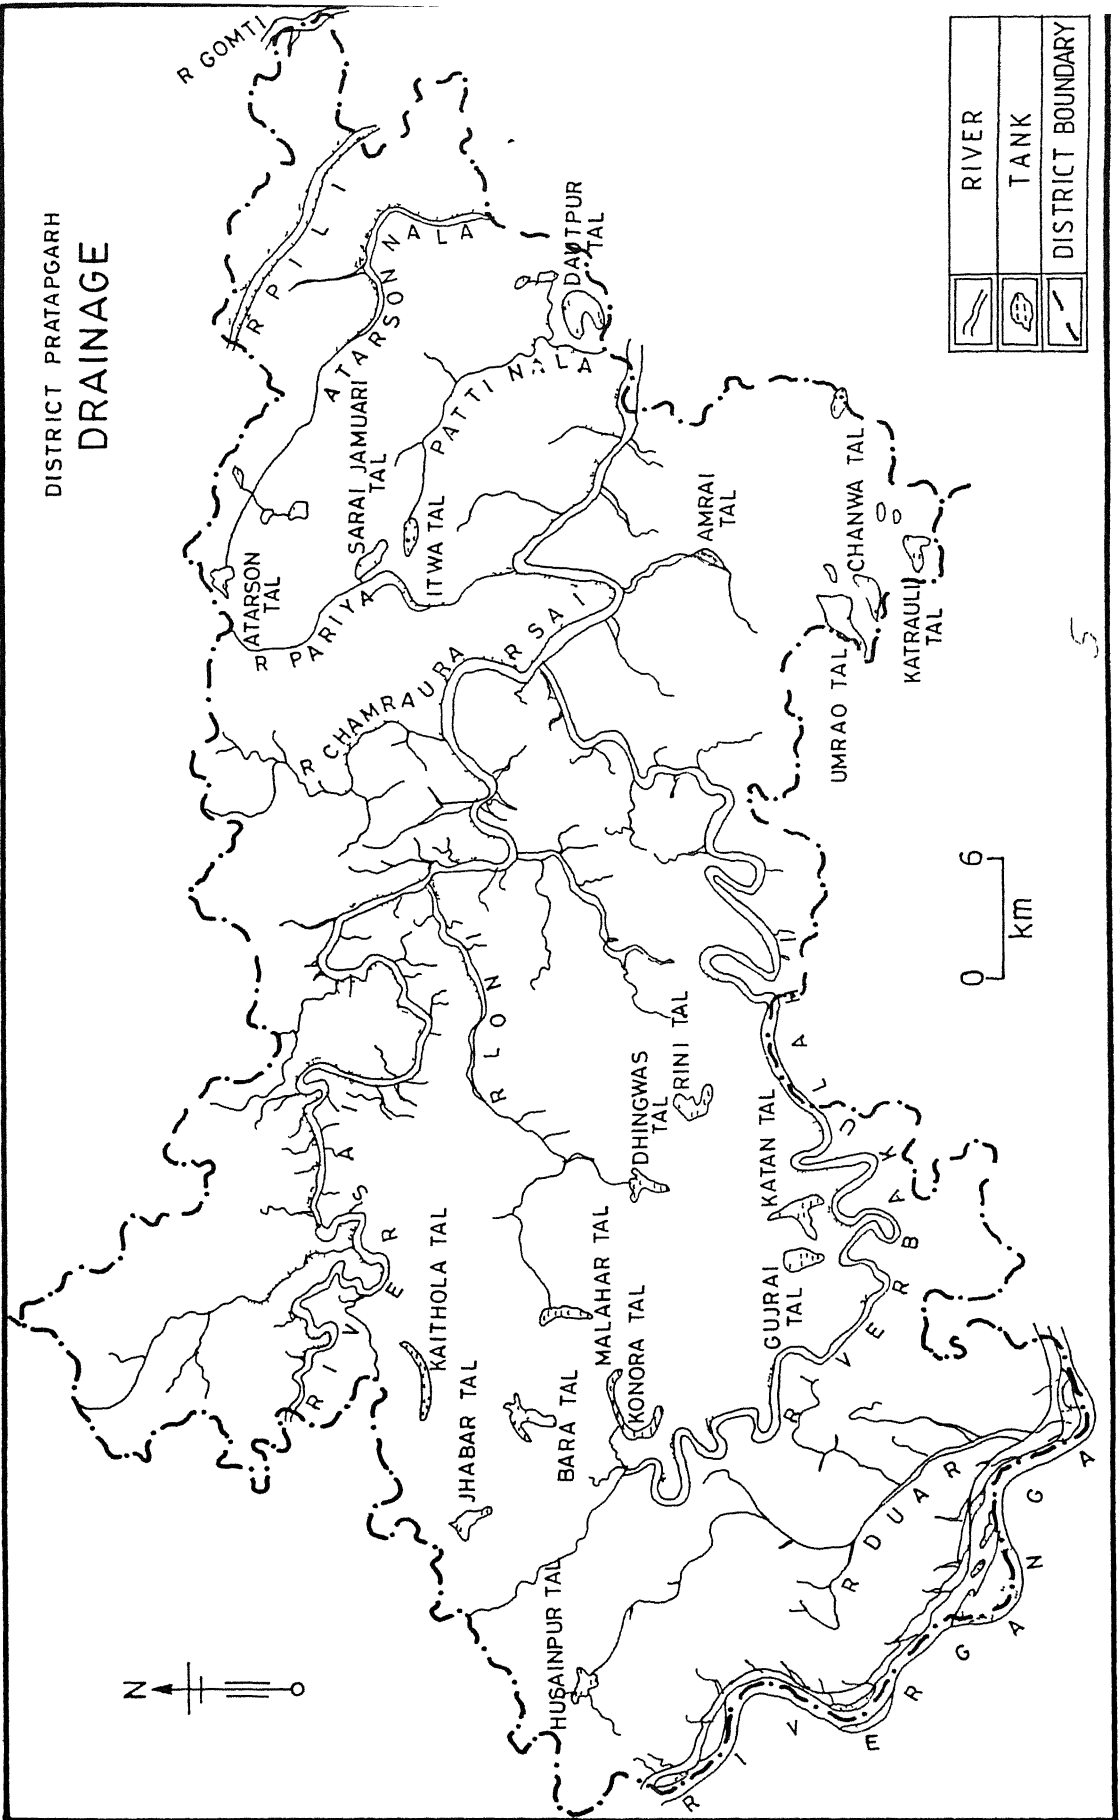 DISTRICT PRATAPGARH
DRAINAGE
N
R GOMTI
R PILI
ATARSON NALA
ATARSON
TAL
SARAI JAMUARI
TAL
ITWA TAL
PATTI NALA
DAUTPUR
TAL
R PARIYA
R CHAMRAURA
R SAI
AMRAI
TAL
CHANWA TAL
KATRAULI
TAL
UMRAO TAL
RIVER SAI
R LONI
KAITHOLA TAL
JHABAR TAL
BARA TAL
MALAHAR TAL
KONORA TAL
DHINGWAS
TAL
RINI TAL
KATAN TAL
GUJRAI
TAL
HUSAINPUR TAL
RIVER BAKULAHI
R DUAR
RIVER GANGA
0 6
km
RIVER
TANK
DISTRICT BOUNDARY
5